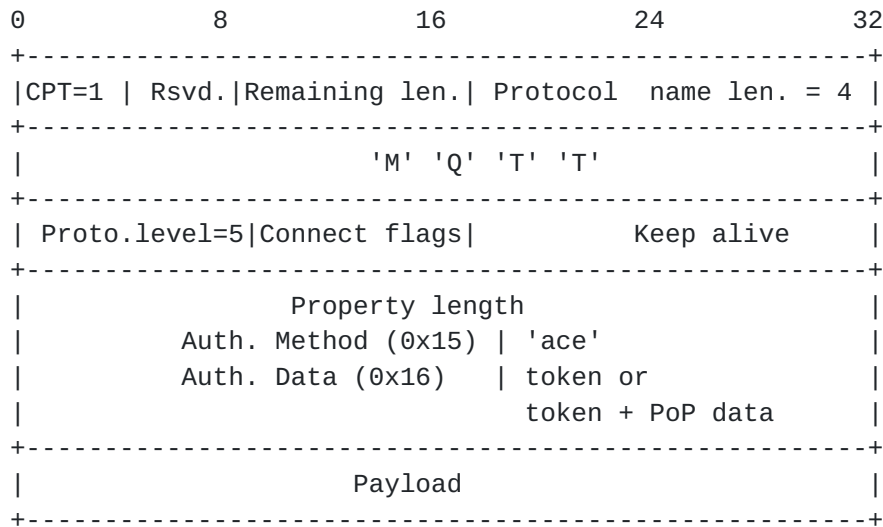 0             8             16             24            32
+------------------------------------------------------+
|CPT=1 | Rsvd.|Remaining len.| Protocol  name len. = 4 |
+------------------------------------------------------+
|                      'M' 'Q' 'T' 'T'                 |
+------------------------------------------------------+
| Proto.level=5|Connect flags|          Keep alive     |
+------------------------------------------------------+
|                 Property length                      |
|          Auth. Method (0x15) | 'ace'                 |
|          Auth. Data (0x16)   | token or              |
|                                token + PoP data      |
+------------------------------------------------------+
|                     Payload                          |
+------------------------------------------------------+